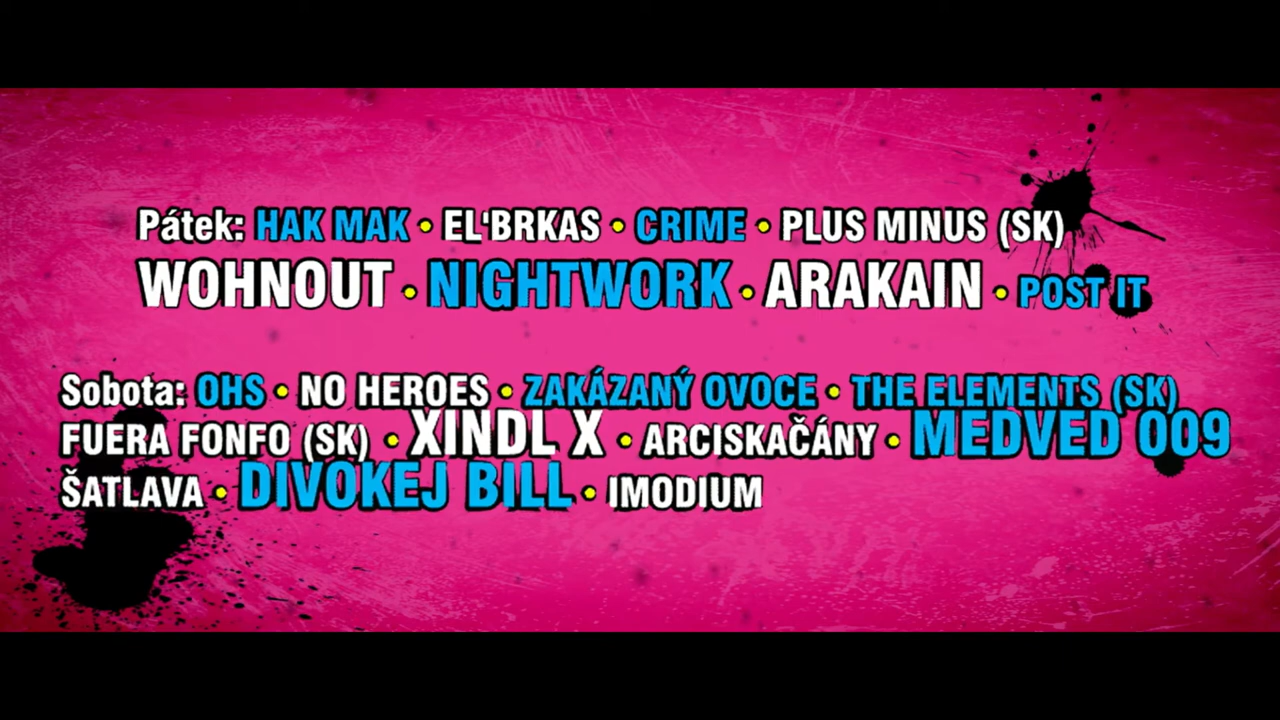 Pátek: HAK MAK • EL'BRKAS • CRIME • PLUS MINUS (SK)
WOHNOUT • NIGHTWORK • ARAKAIN • POST IT
Sobota: OHS • NO HEROES • ZAKÁZANÝ OVOCE • THE ELEMENTS (SK)
FUERA FONFO (SK) • XINDL X • ARCISKAČÁNY • MEDVED 009
ŠATLAVA • DIVOKEJ BILL • IMODIUM